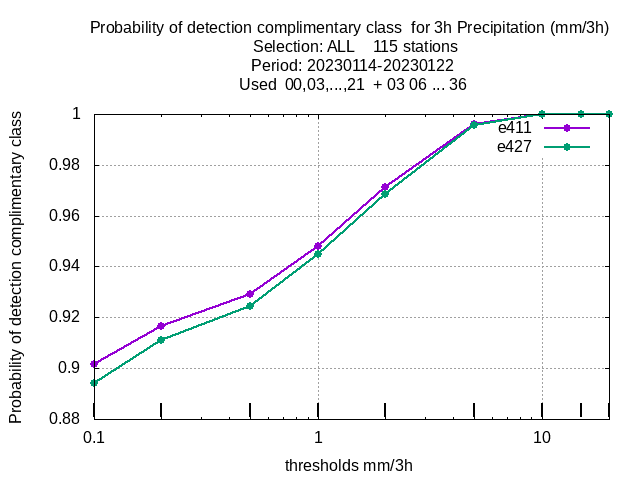 Probability of detection complimentary class  for 3h Precipitation (mm/3h)
Selection: ALL    115 stations
Period: 20230114-20230122
Used  00,03,...,21  + 03 06 ... 36
Probability of detection complimentary class
1
0.98
0.96
0.94
0.92
0.9
0.88
e411
e427
0.1
1
10
thresholds mm/3h